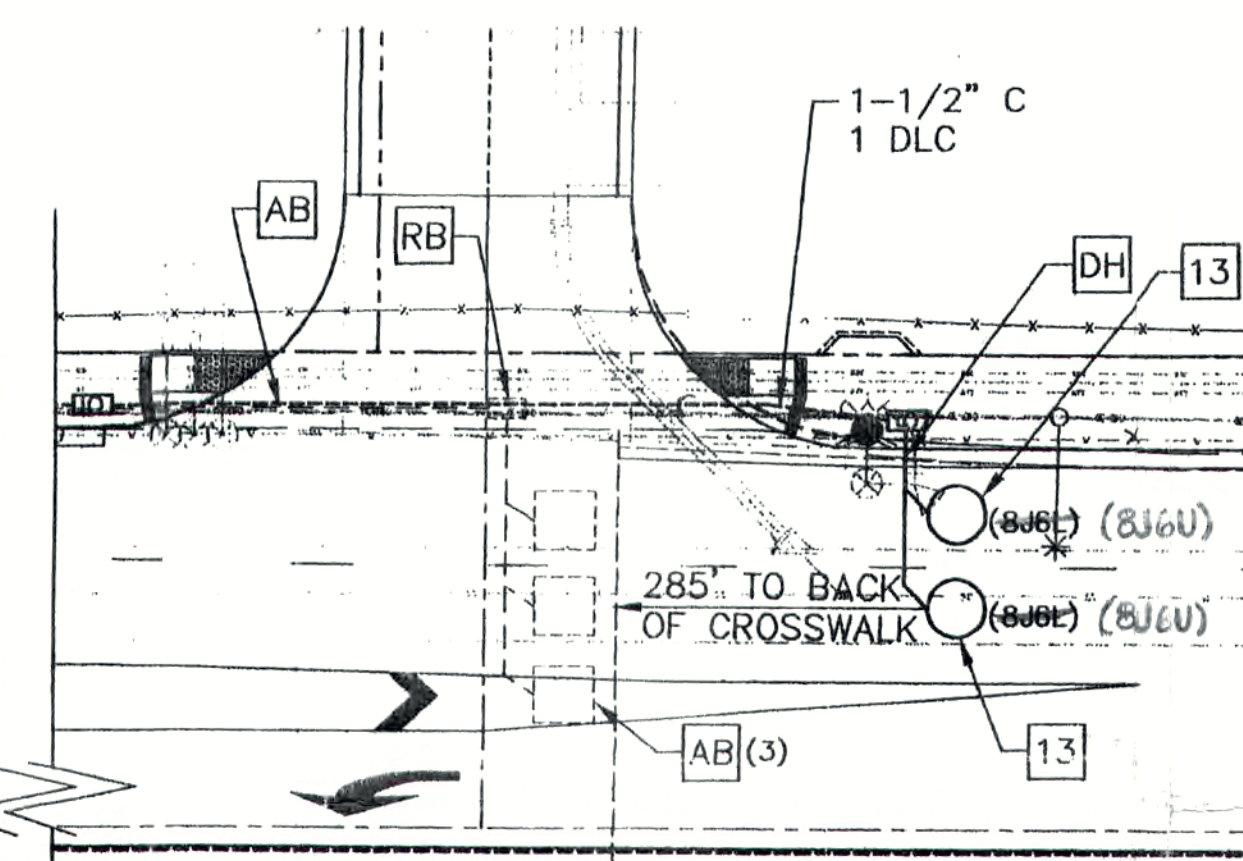 1-1/2" C
1 DLC
AB
RB
DH
13
(8J6L) (8J6U)
285' TO BACK
OF CROSSWALK
(8J6L) (8J6U)
AB (3)
13